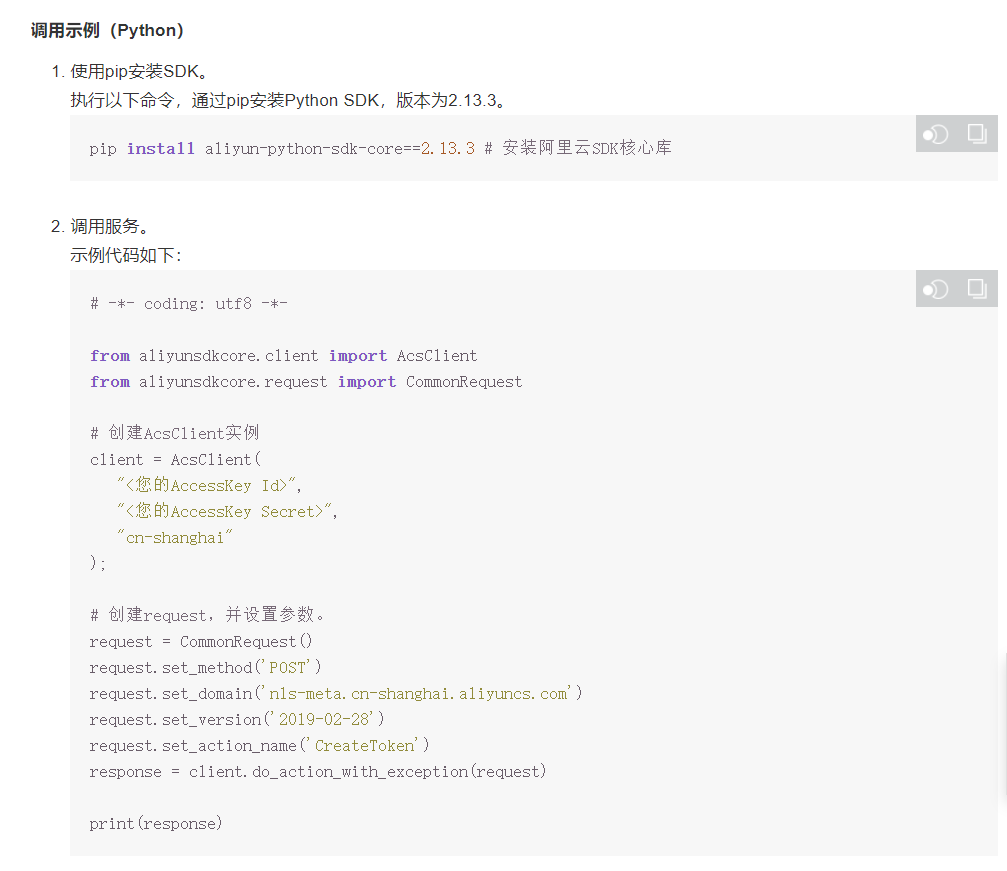 调用示例（Python）
1. 使用pip安装SDK。
执行以下命令，通过pip安装Python SDK，版本为2.13.3。
pip install aliyun-python-sdk-core==2.13.3 # 安装阿里云SDK核心库
2. 调用服务。
示例代码如下：
# -*- coding: utf8 -*-
from aliyunsdkcore.client import AcsClient
from aliyunsdkcore.request import CommonRequest
# 创建AcsClient实例
client = AcsClient(
"<您的AccessKey Id>",
"<您的AccessKey Secret>",
"cn-shanghai"
);
# 创建request，并设置参数。
request = CommonRequest()
request.set_method('POST')
request.set_domain('nls-meta.cn-shanghai.aliyuncs.com')
request.set_version('2019-02-28')
request.set_action_name('CreateToken')
response = client.do_action_with_exception(request)
print(response)